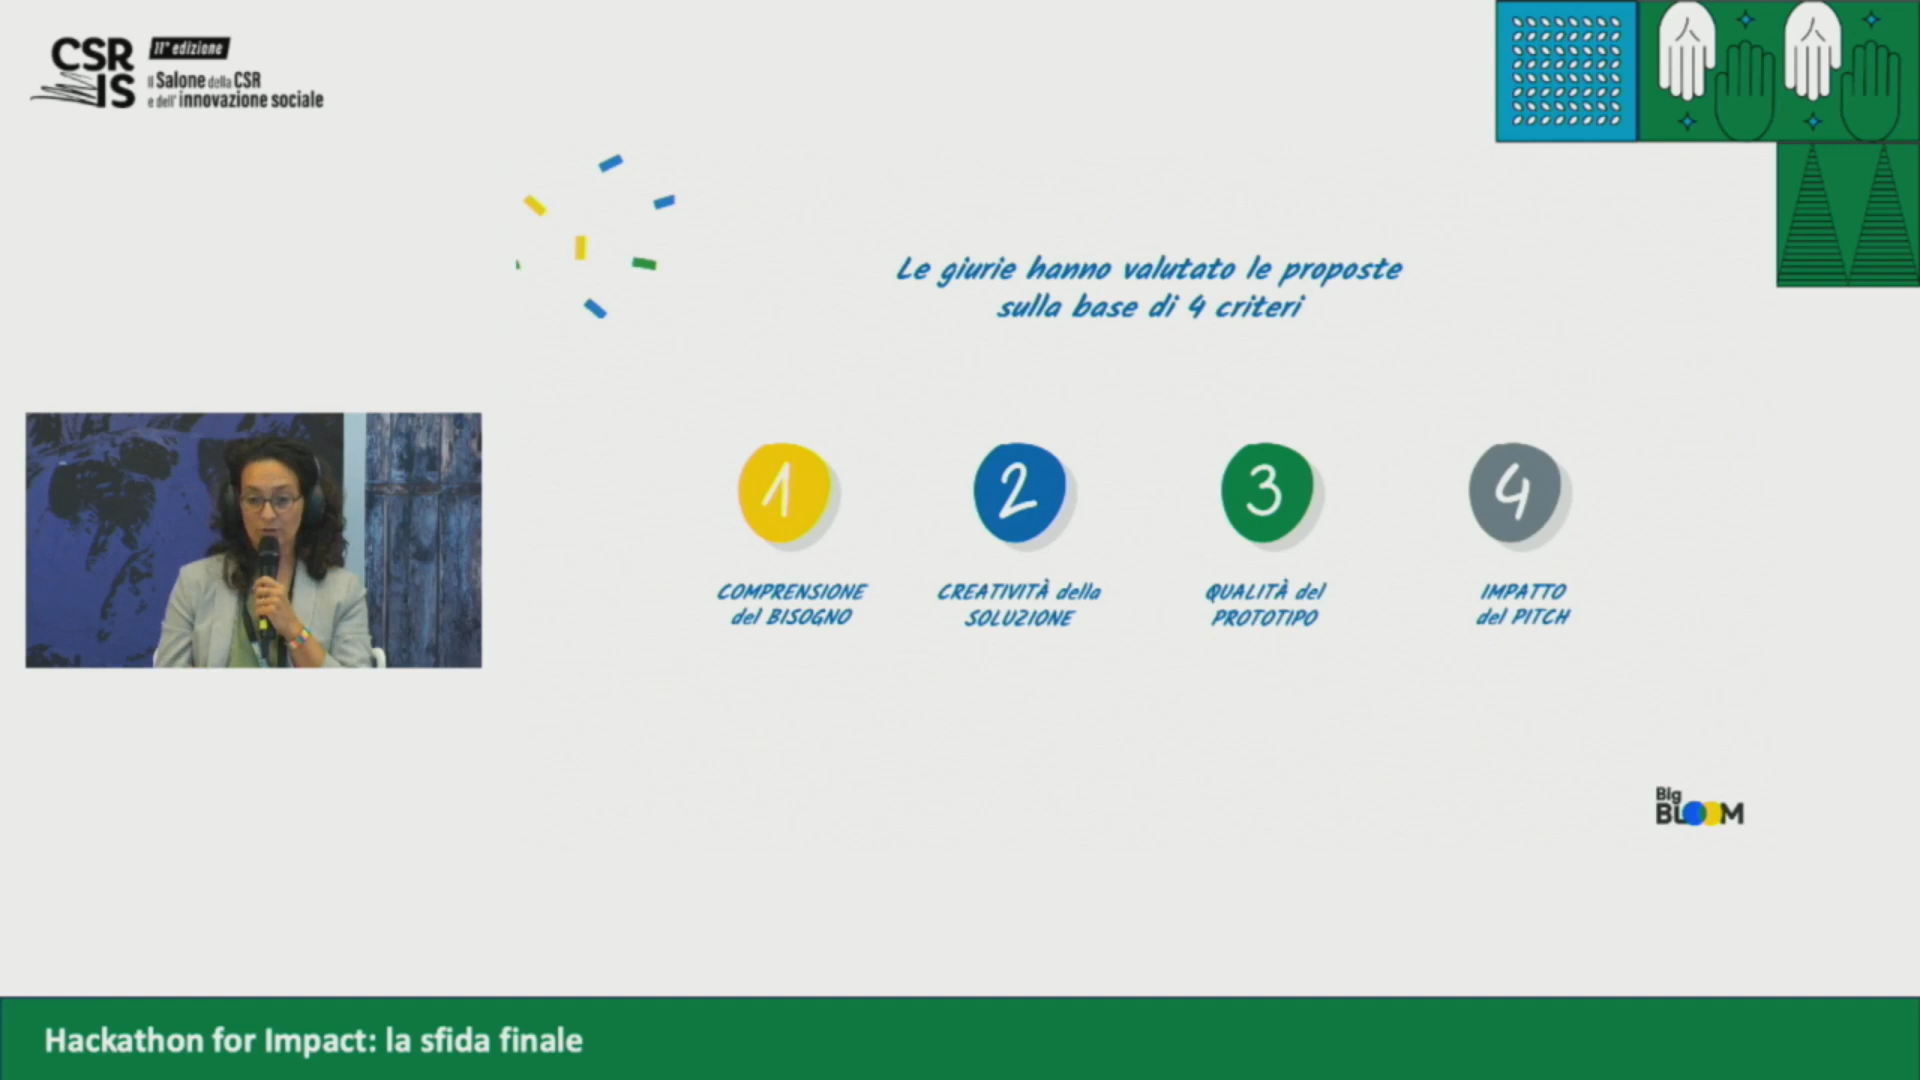 CSR
IS
11ª edizione
il Salone della CSR
e dell'innovazione sociale
Le giurie hanno valutato le proposte
sulla base di 4 criteri
1
2
3
4
COMPRENSIONE
del BISOGNO
CREATIVITÀ della
SOLUZIONE
QUALITÀ del
PROTOTIPO
IMPATTO
del PITCH
Big
BLOOM
Hackathon for Impact: la sfida finale